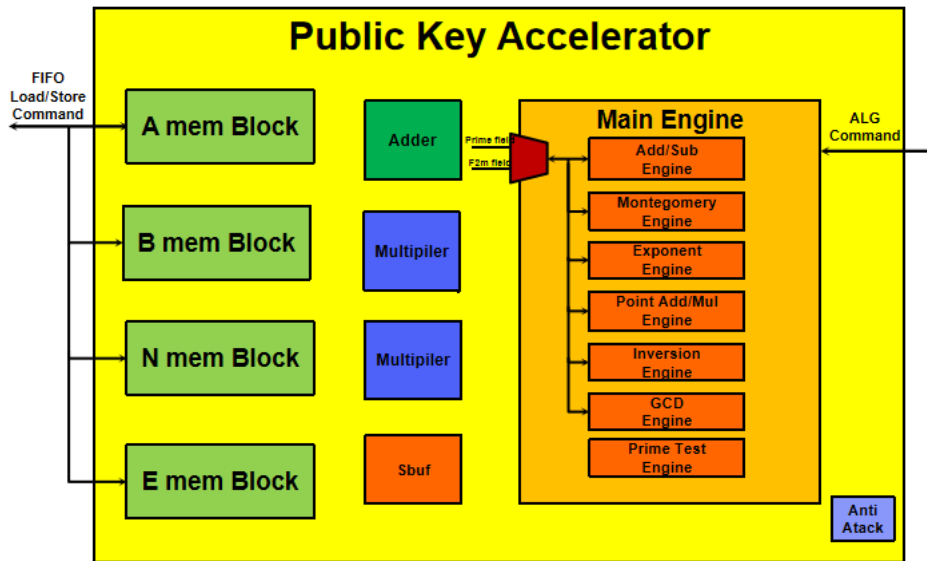 Public Key Accelerator
FIFO
Load/Store
Command
A mem Block
B mem Block
N mem Block
E mem Block
Adder
Multipiler
Multipiler
Sbuf
Prime field
F2m field
Main Engine
Add/Sub
Engine
Montegomery
Engine
Exponent
Engine
Point Add/Mul
Engine
Inversion
Engine
GCD
Engine
Prime Test
Engine
ALG
Command
Anti
Atack